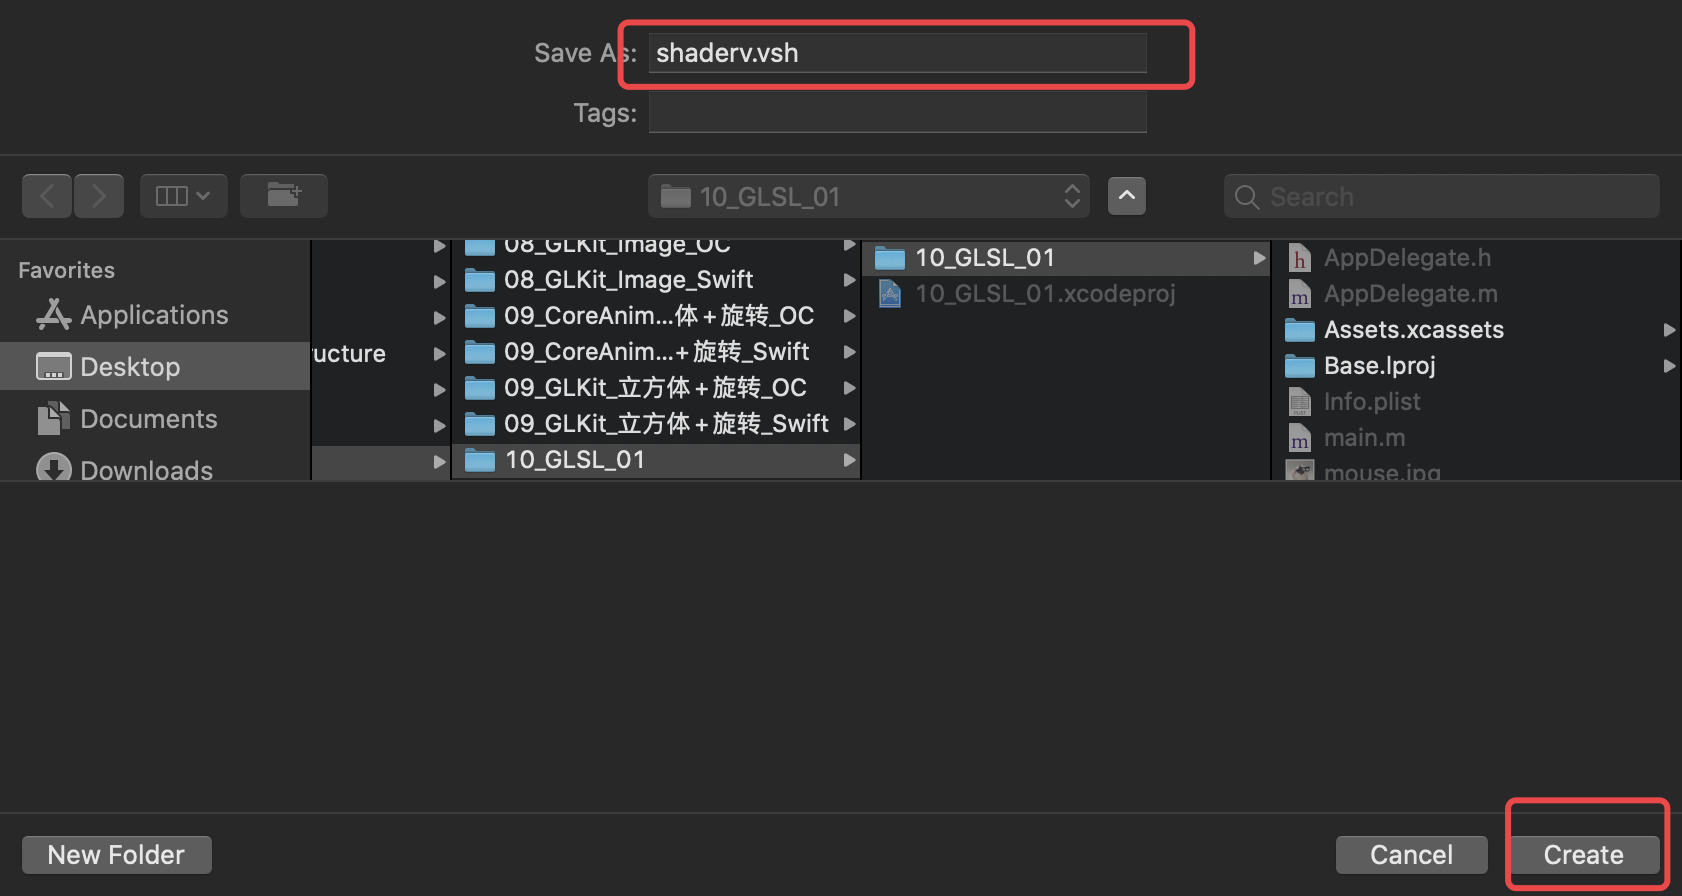 Save As: shaderv.vsh
Tags:
10_GLSL_01
Search
Favorites
Applications
Desktop
Documents
Downloads
ructure
08_GLKit_Image_OC
08_GLKit_Image_Swift
09_CoreAnim...体+旋转_OC
09_CoreAnim...+旋转_Swift
09_GLKit_立方体+旋转_OC
09_GLKit_立方体+旋转_Swift
10_GLSL_01
10_GLSL_01
10_GLSL_01.xcodeproj
AppDelegate.h
AppDelegate.m
Assets.xcassets
Base.lproj
Info.plist
main.m
mouse.jpg
New Folder
Cancel
Create